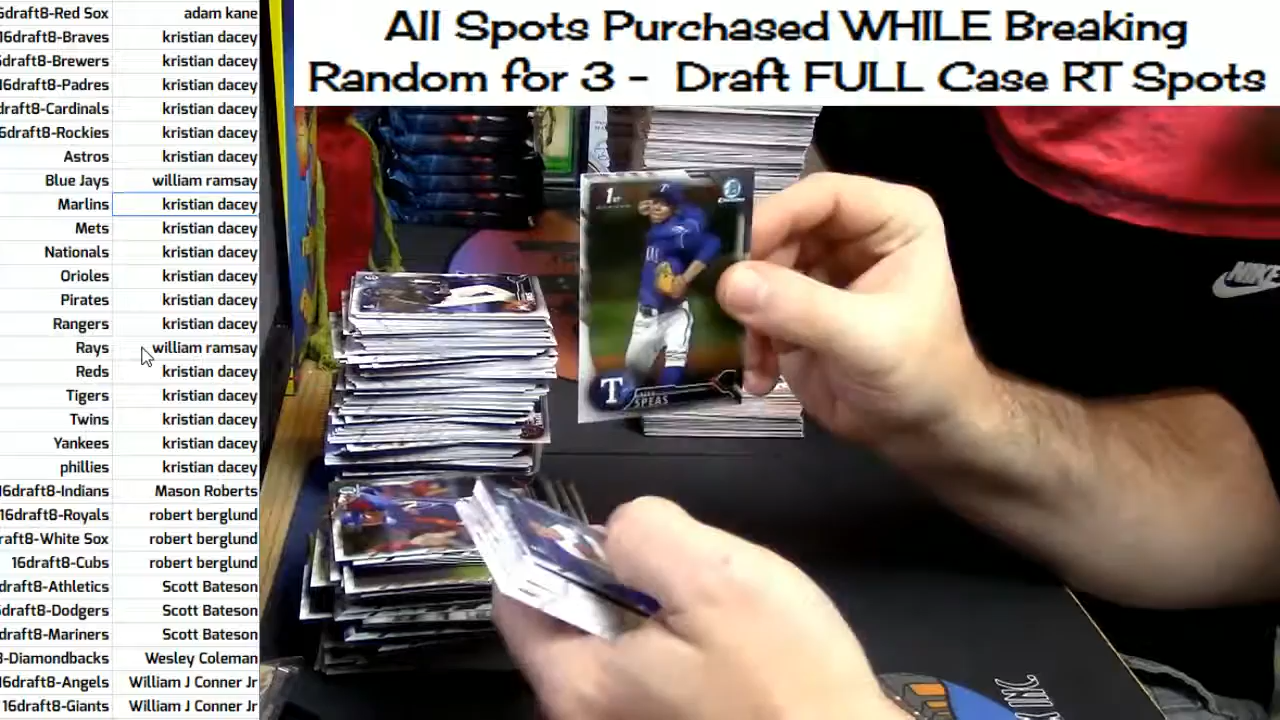 All Spots Purchased WHILE Breaking
Random for 3 - Draft FULL Case RT Spots
6draft8-Red Sox adam kane
16draft8-Braves kristian dacey
6draft8-Brewers kristian dacey
16draft8-Padres kristian dacey
draft8-Cardinals kristian dacey
6draft8-Rockies kristian dacey
Astros kristian dacey
Blue Jays william ramsay
Marlins kristian dacey
Mets kristian dacey
Nationals kristian dacey
Orioles kristian dacey
Pirates kristian dacey
Rangers kristian dacey
Rays william ramsay
Reds kristian dacey
Tigers kristian dacey
Twins kristian dacey
Yankees kristian dacey
phillies kristian dacey
16draft8-Indians Mason Roberts
16draft8-Royals robert berglund
raft8-White Sox robert berglund
16draft8-Cubs robert berglund
draft8-Athletics Scott Bateson
6draft8-Dodgers Scott Bateson
draft8-Mariners Scott Bateson
8-Diamondbacks Wesley Coleman
16draft8-Angels William J Conner Jr
16draft8-Giants William J Conner Jr
1st
T
T
SPEAS
NIKE
INC.